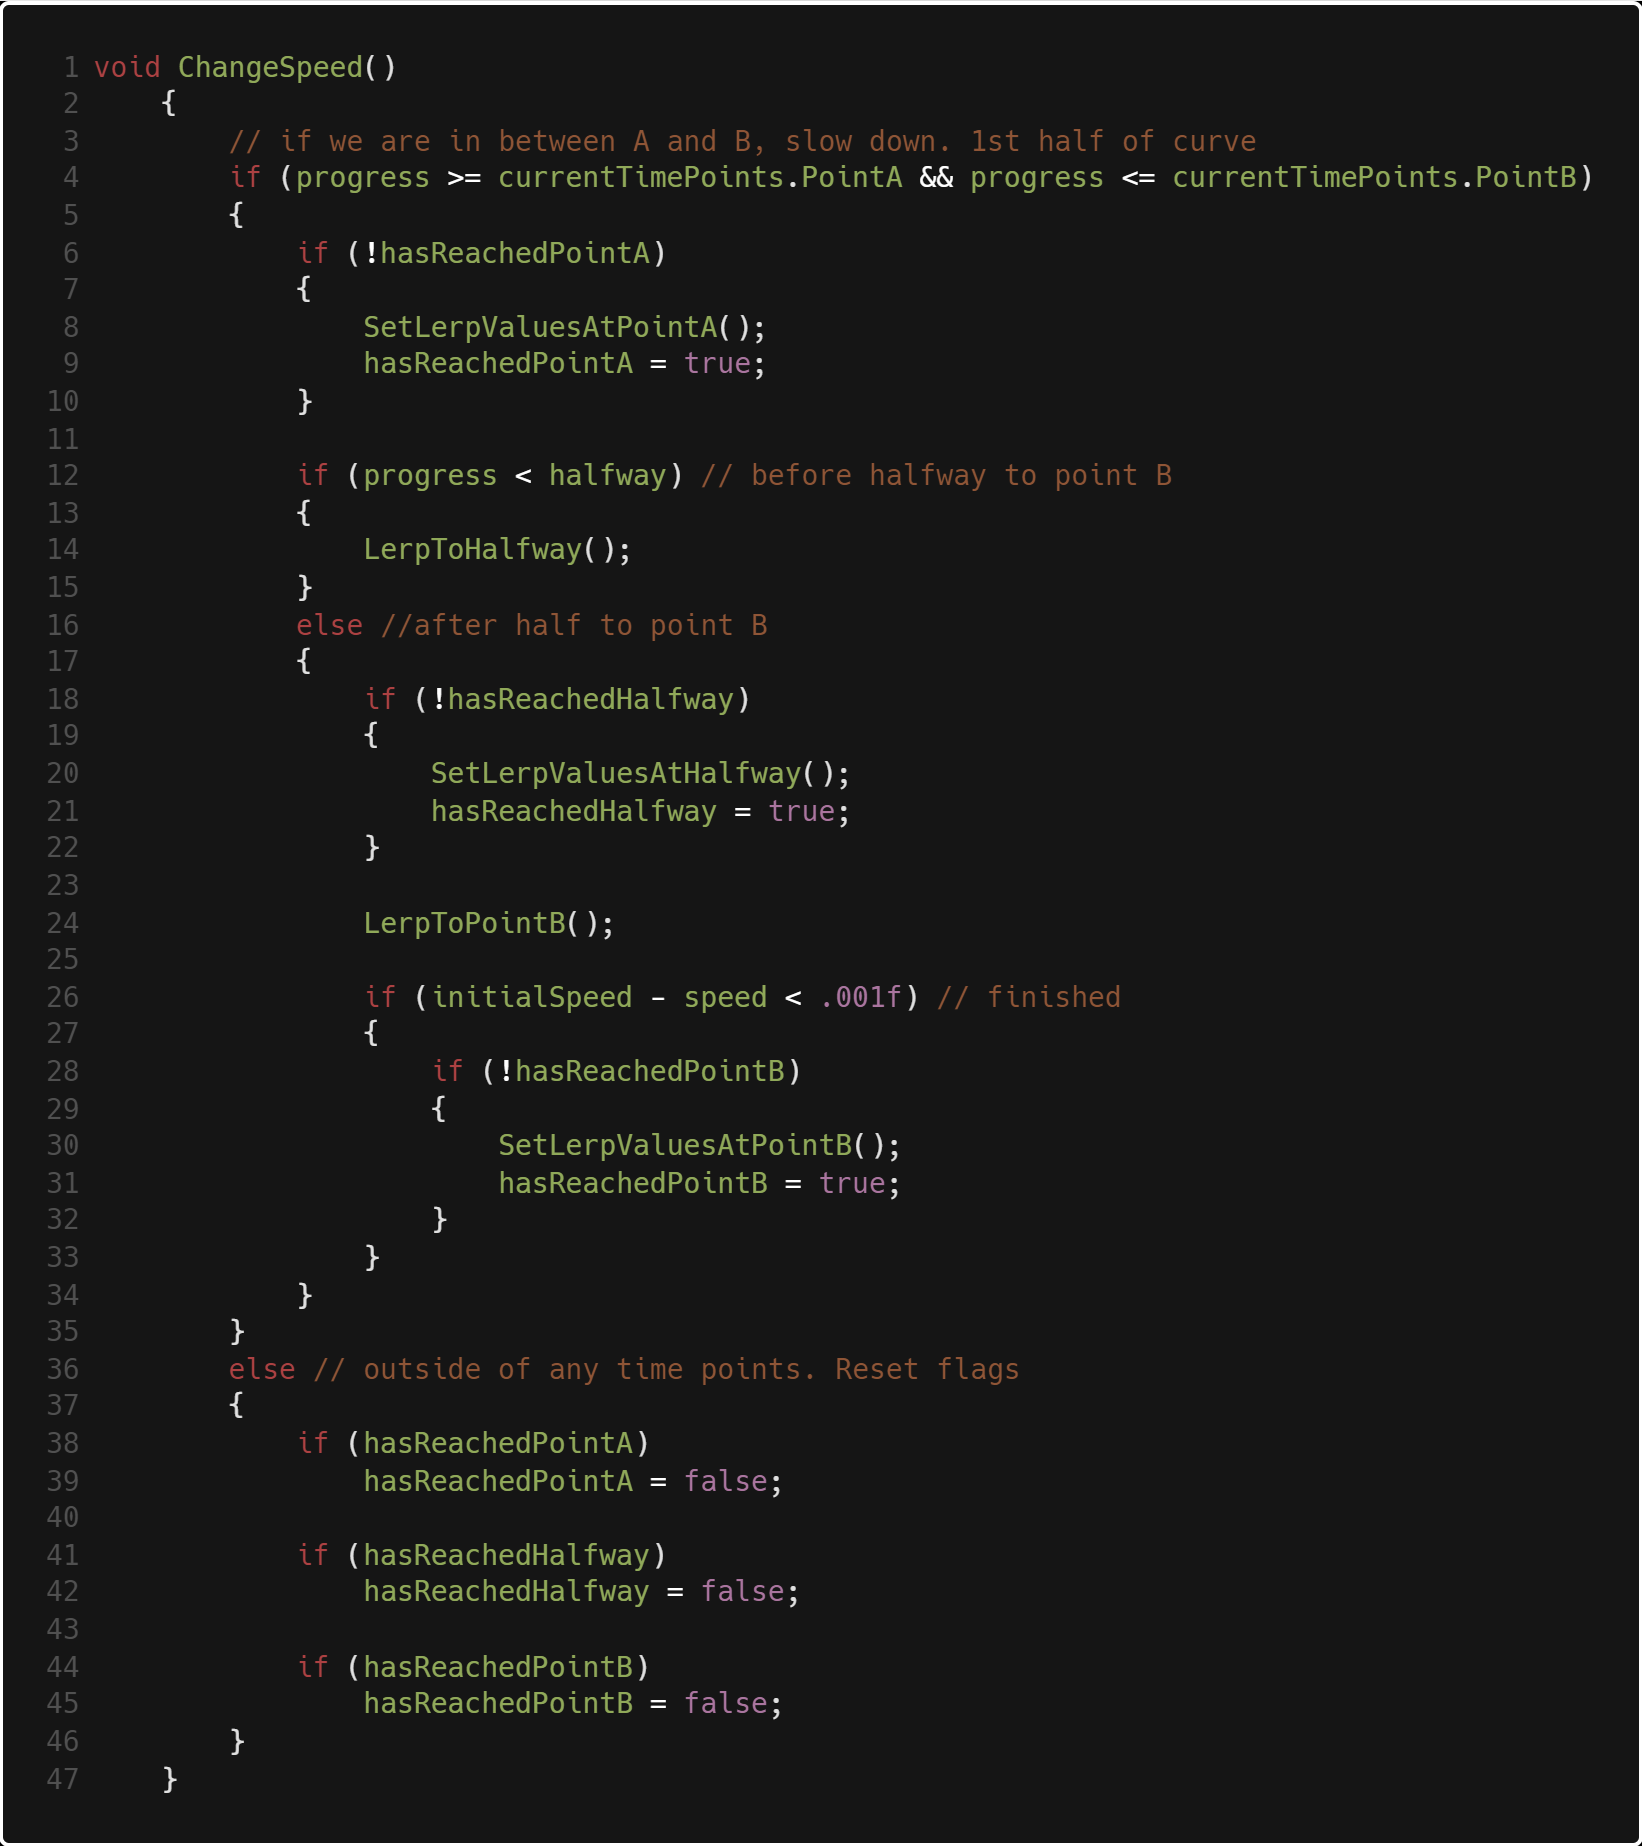 1 void ChangeSpeed()
2     {
3         // if we are in between A and B, slow down. 1st half of curve
4         if (progress >= currentTimePoints.PointA && progress <= currentTimePoints.PointB)
5         {
6             if (!hasReachedPointA)
7             {
8                 SetLerpValuesAtPointA();
9                 hasReachedPointA = true;
10             }
11
12             if (progress < halfway) // before halfway to point B
13             {
14                 LerpToHalfway();
15             }
16             else //after half to point B
17             {
18                 if (!hasReachedHalfway)
19                 {
20                     SetLerpValuesAtHalfway();
21                     hasReachedHalfway = true;
22                 }
23
24                 LerpToPointB();
25
26                 if (initialSpeed - speed < .001f) // finished
27                 {
28                     if (!hasReachedPointB)
29                     {
30                         SetLerpValuesAtPointB();
31                         hasReachedPointB = true;
32                     }
33                 }
34             }
35         }
36         else // outside of any time points. Reset flags
37         {
38             if (hasReachedPointA)
39                 hasReachedPointA = false;
40
41             if (hasReachedHalfway)
42                 hasReachedHalfway = false;
43
44             if (hasReachedPointB)
45                 hasReachedPointB = false;
46         }
47     }